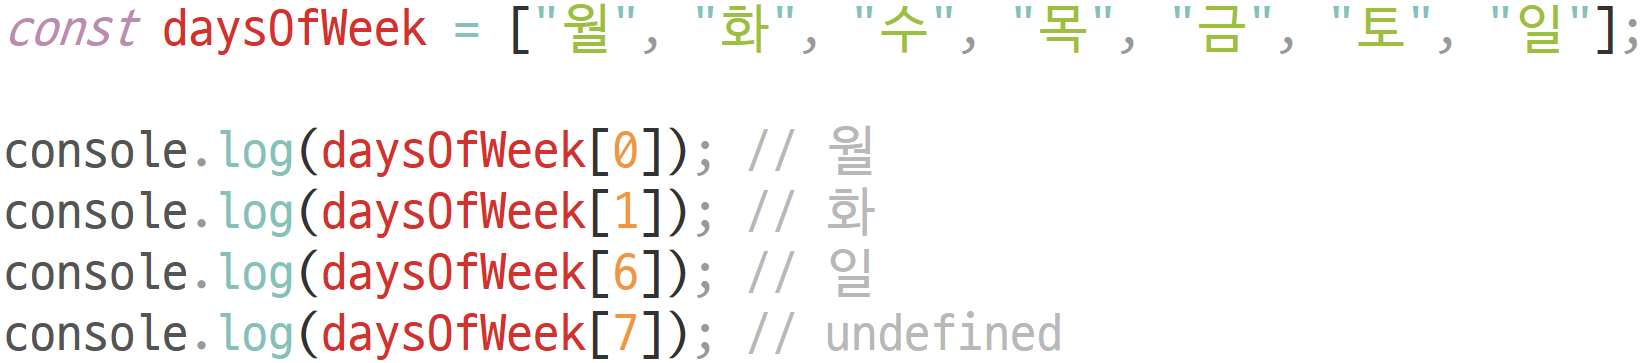 const daysOfWeek = ["월", "화", "수", "목", "금", "토", "일"];
console.log(daysOfWeek[0]); // 월
console.log(daysOfWeek[1]); // 화
console.log(daysOfWeek[6]); // 일
console.log(daysOfWeek[7]); // undefined